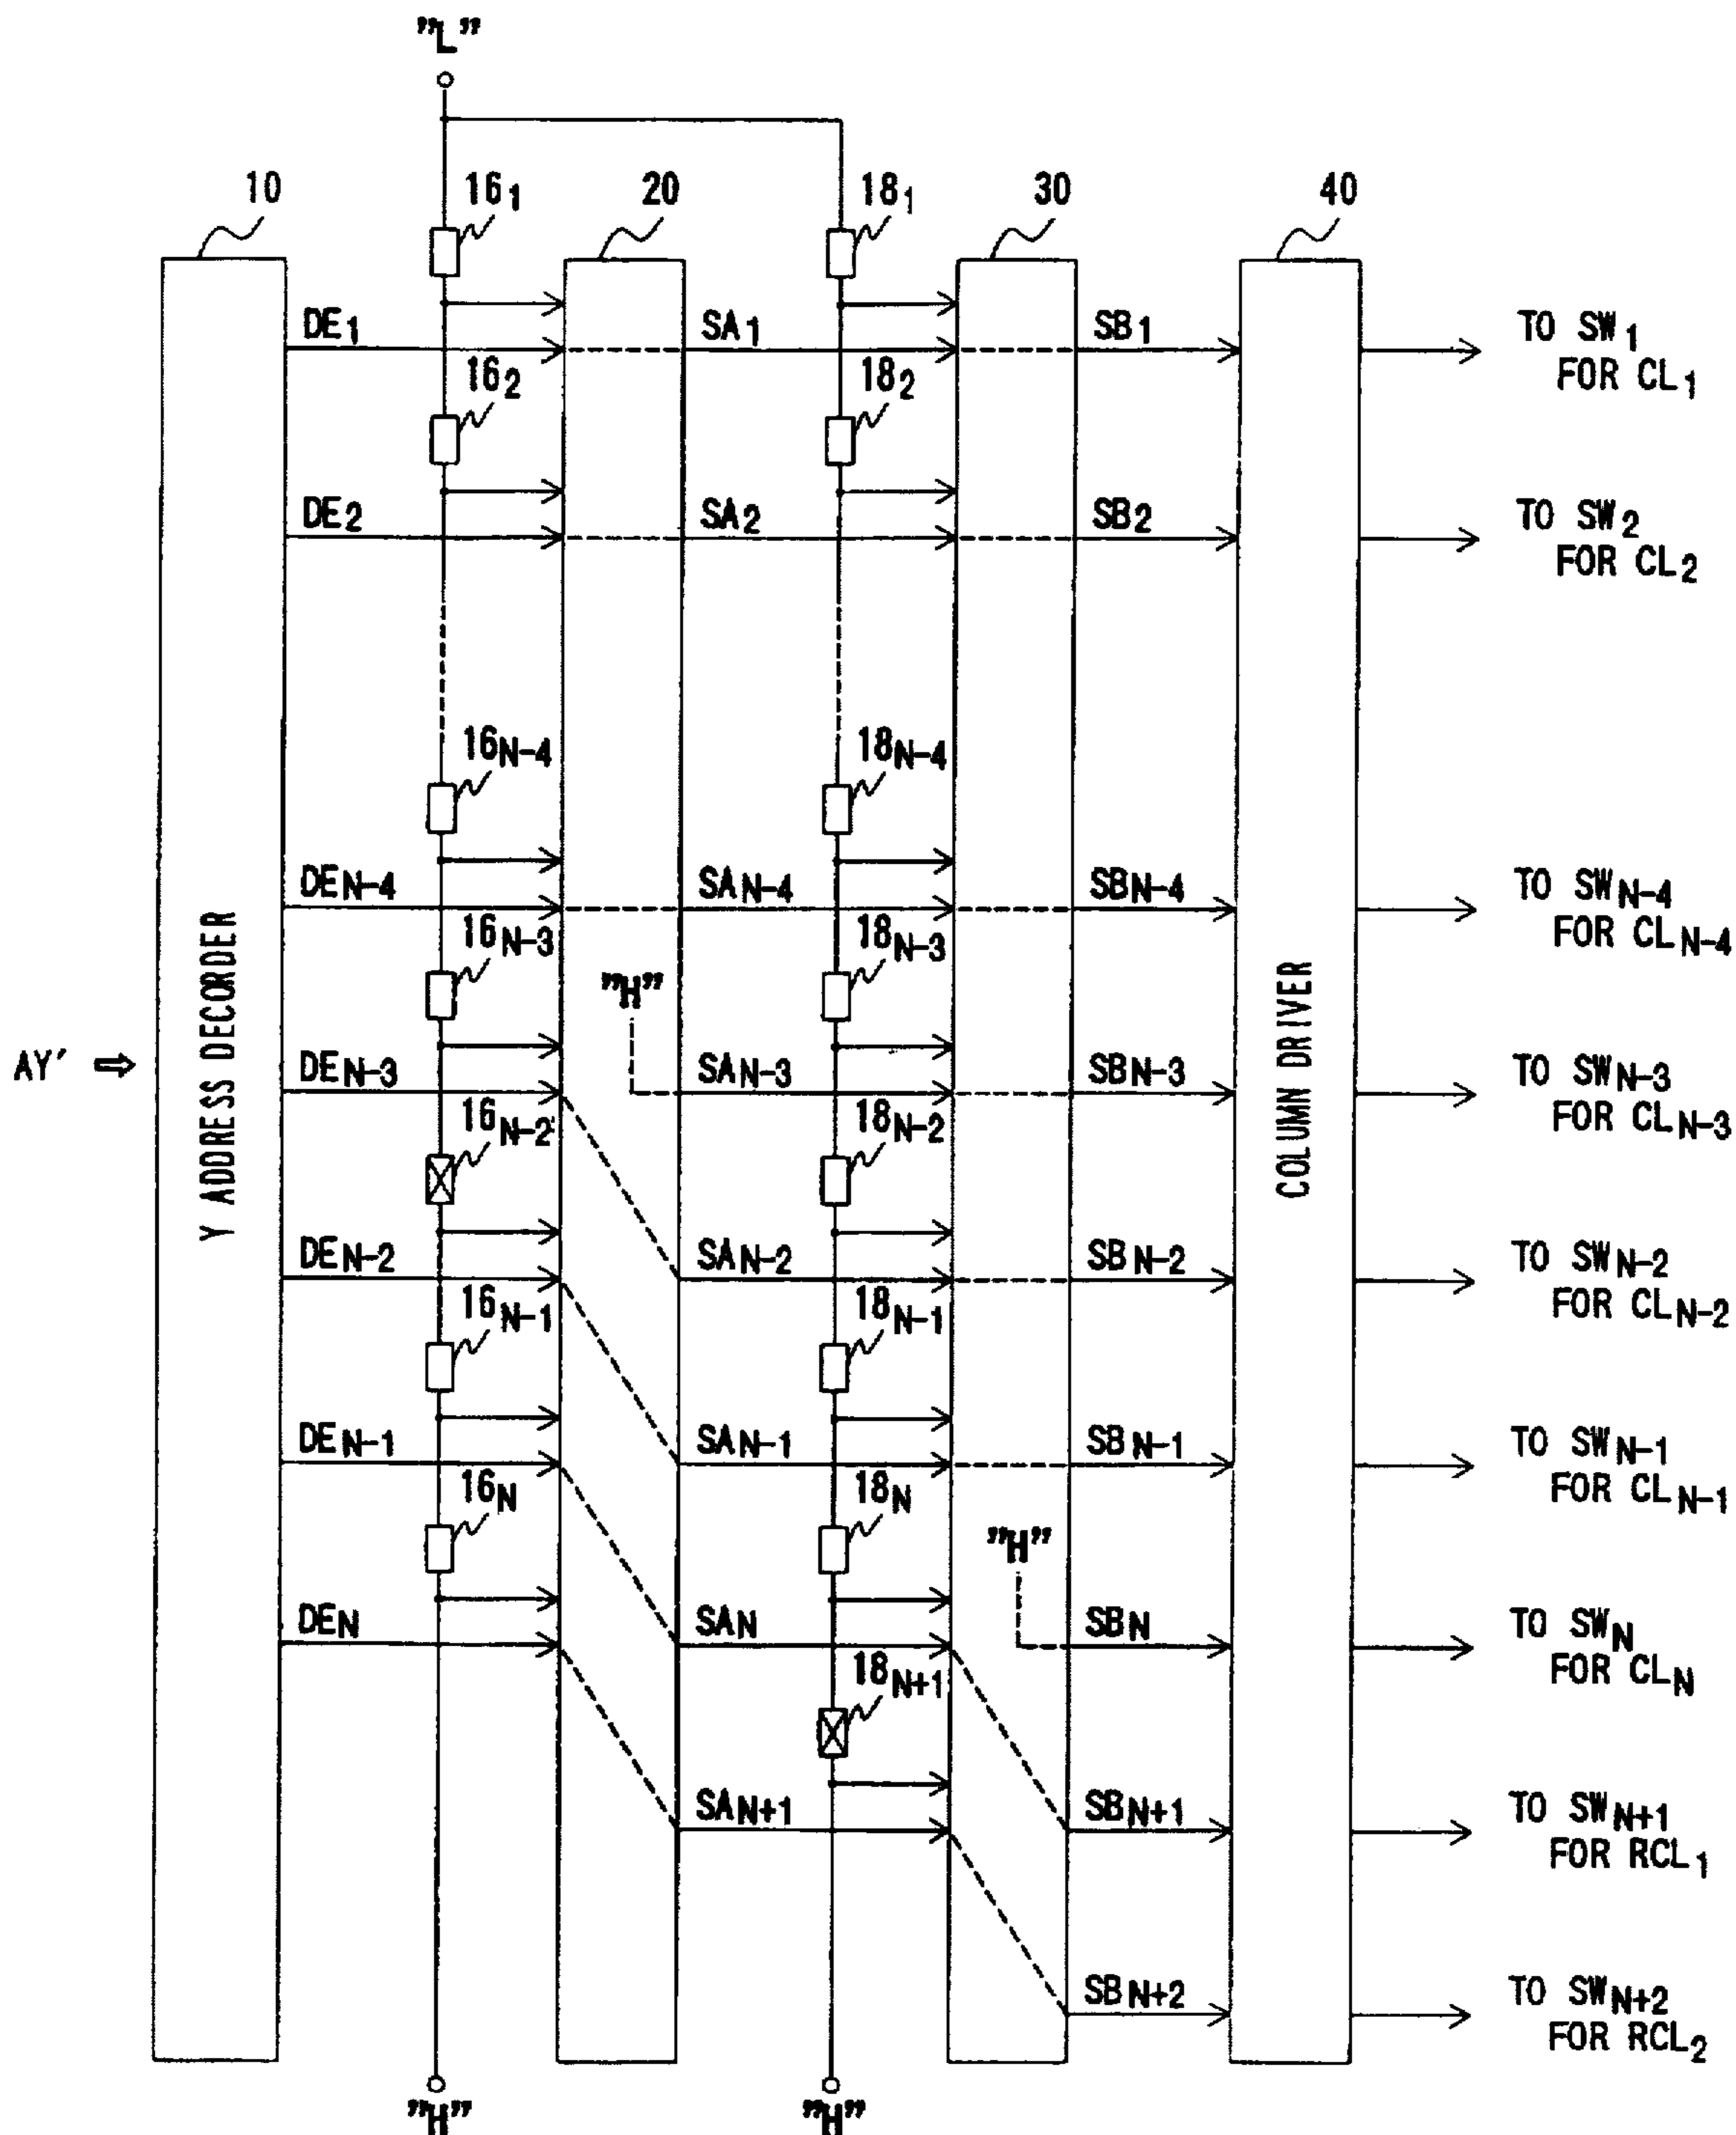 "L"
10
16₁
20
18₁
30
40
DE₁
SA₁
SB₁
TO SW₁
FOR CL₁
16₂
18₂
DE₂
SA₂
SB₂
TO SW₂
FOR CL₂
16N-4
18N-4
DEN-4
SAN-4
SBN-4
TO SWN-4
FOR CLN-4
16N-3
18N-3
"H"
AY'
Y ADDRESS DECORDER
COLUMN DRIVER
DEN-3
SAN-3
SBN-3
TO SWN-3
FOR CLN-3
16N-2
18N-2
DEN-2
SAN-2
SBN-2
TO SWN-2
FOR CLN-2
16N-1
18N-1
DEN-1
SAN-1
SBN-1
TO SWN-1
FOR CLN-1
16N
18N
"H"
DEN
SAN
SBN
TO SWN
FOR CLN
18N+1
SAN+1
SBN+1
TO SWN+1
FOR RCL₁
SBN+2
TO SWN+2
FOR RCL₂
"H"
"H"